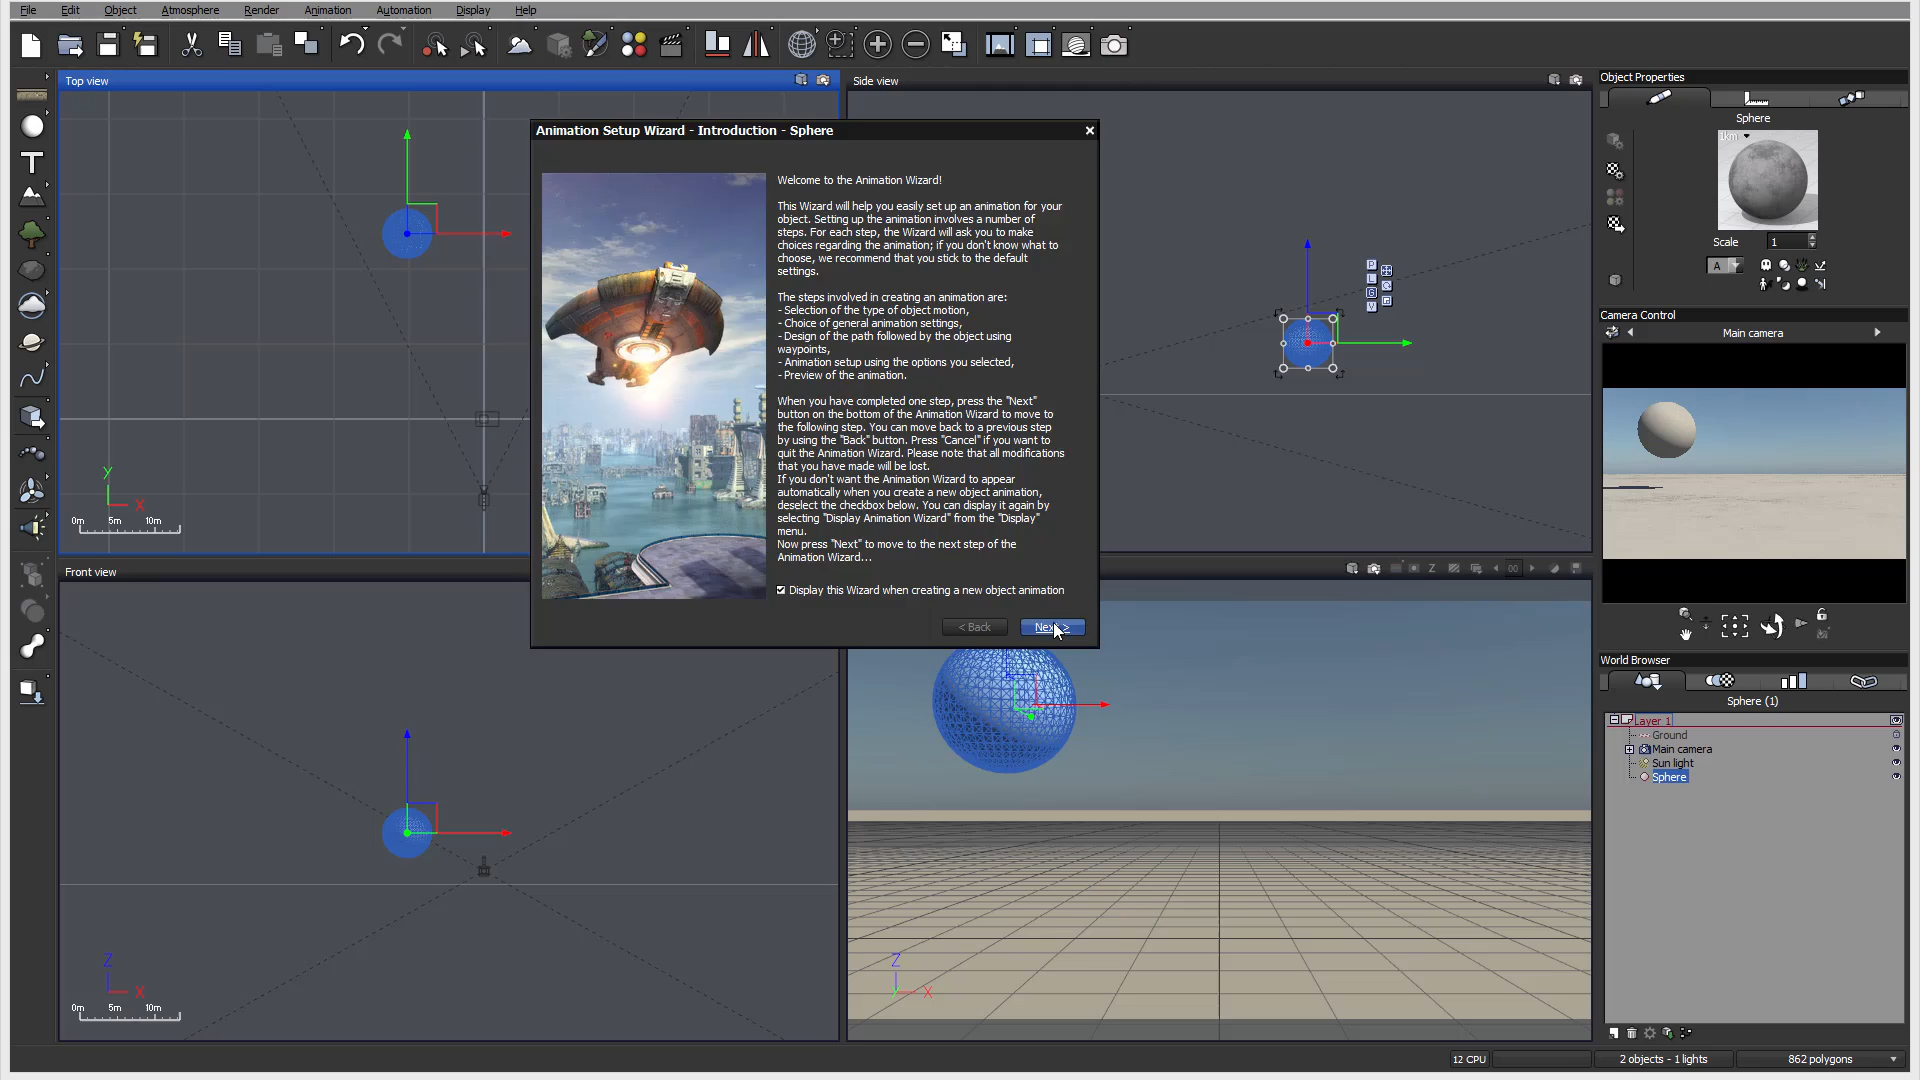 File Edit Object Atmosphere Render Animation Automation Display Help
Top view
Side view
Object Properties
Sphere
1km
Scale 1
A
Animation Setup Wizard - Introduction - Sphere
Welcome to the Animation Wizard!
This Wizard will help you easily set up an animation for your
object. Setting up the animation involves a number of
steps. For each step, the Wizard will ask you to make
choices regarding the animation; if you don't know what to
choose, we recommend that you stick to the default
settings.
The steps involved in creating an animation are:
- Selection of the type of object motion,
- Choice of general animation settings,
- Design of the path followed by the object using
waypoints,
- Animation setup using the options you selected,
- Preview of the animation.
When you have completed one step, press the "Next"
button on the bottom of the Animation Wizard to move to
the following step. You can move back to a previous step
by using the "Back" button. Press "Cancel" if you want to
quit the Animation Wizard. Please note that all modifications
that you have made will be lost.
If you don't want the Animation Wizard to appear
automatically when you create a new object animation,
deselect the checkbox below. You can display it again by
selecting "Display Animation Wizard" from the "Display"
menu.
Now press "Next" to move to the next step of the
Animation Wizard...
Display this Wizard when creating a new object animation
< Back
Next >
Camera Control
Main camera
Y
X
0m 5m 10m
Front view
Z
X
0m 5m 10m
Z
Y
X
World Browser
Sphere (1)
Layer 1
Ground
Main camera
Sun light
Sphere
12 CPU
2 objects - 1 lights
862 polygons